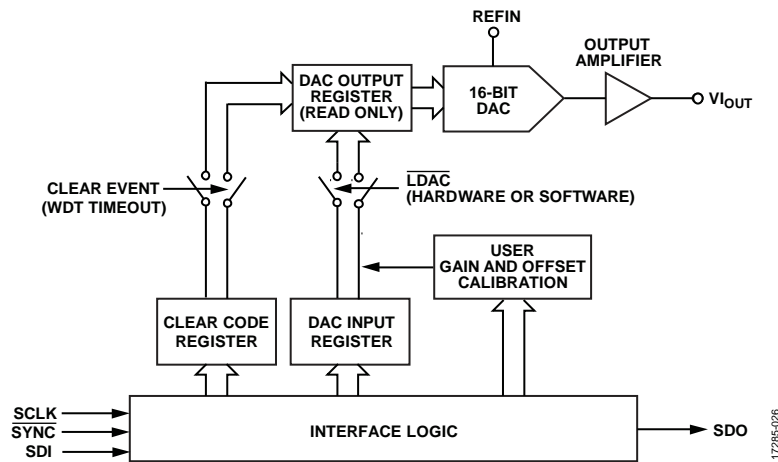 REFIN
OUTPUT
AMPLIFIER
DAC OUTPUT
REGISTER
(READ ONLY)
16-BIT
DAC
VIOUT
CLEAR EVENT
(WDT TIMEOUT)
LDAC
(HARDWARE OR SOFTWARE)
USER
GAIN AND OFFSET
CALIBRATION
CLEAR CODE
REGISTER
DAC INPUT
REGISTER
SCLK
SYNC
SDI
INTERFACE LOGIC
SDO
17285-026